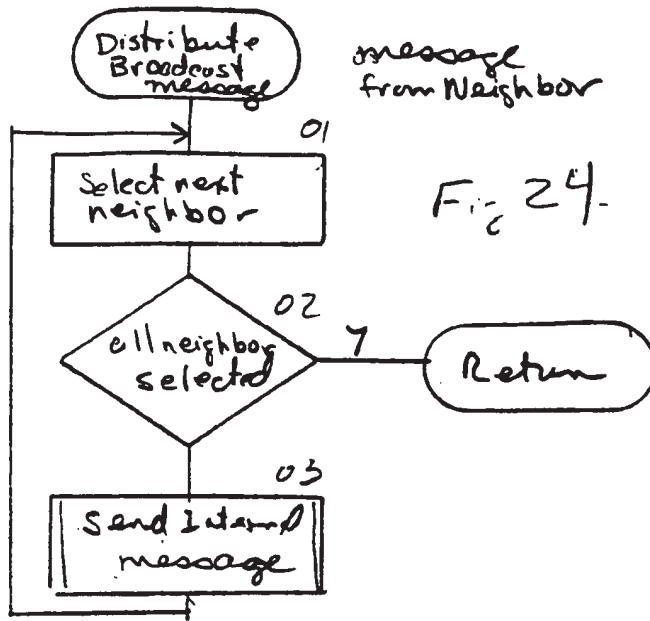 Distribute
Broadcast
message
message
from Neighbor
01
Select next
neighbor
Fig 24.
02
all neighbor
selected
Y
Return
03
Send Internal
message